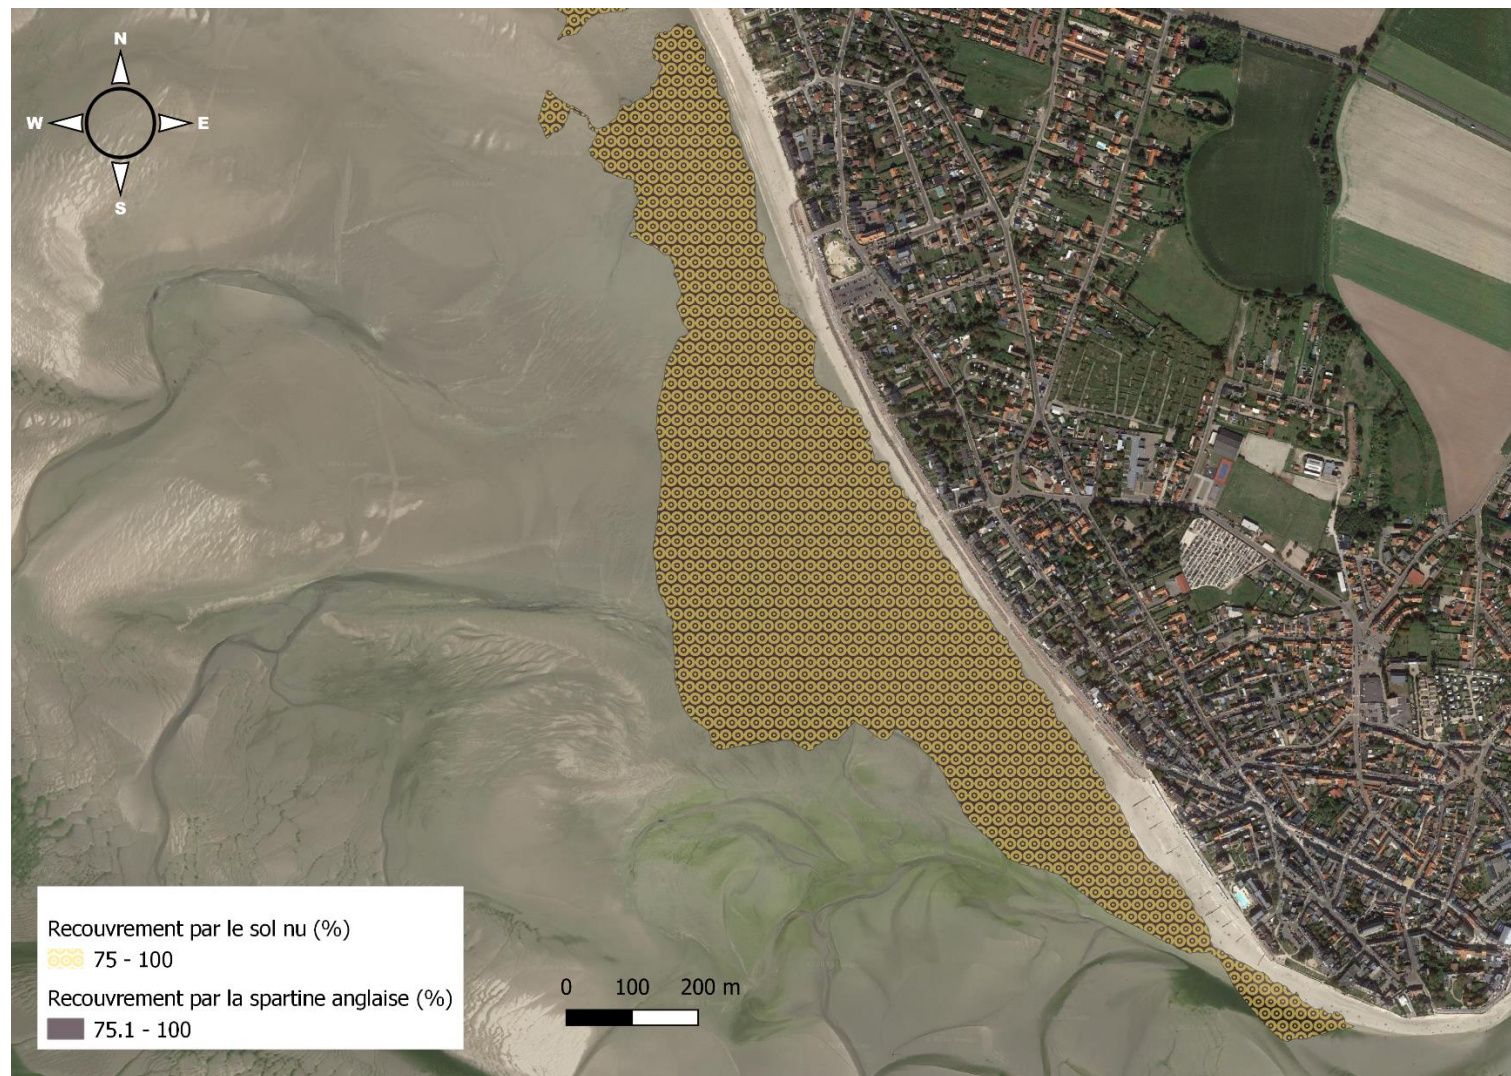 N
W E
S
Recouvrement par le sol nu (%)
75 - 100
Recouvrement par la spartine anglaise (%)
75.1 - 100
0 100 200 m